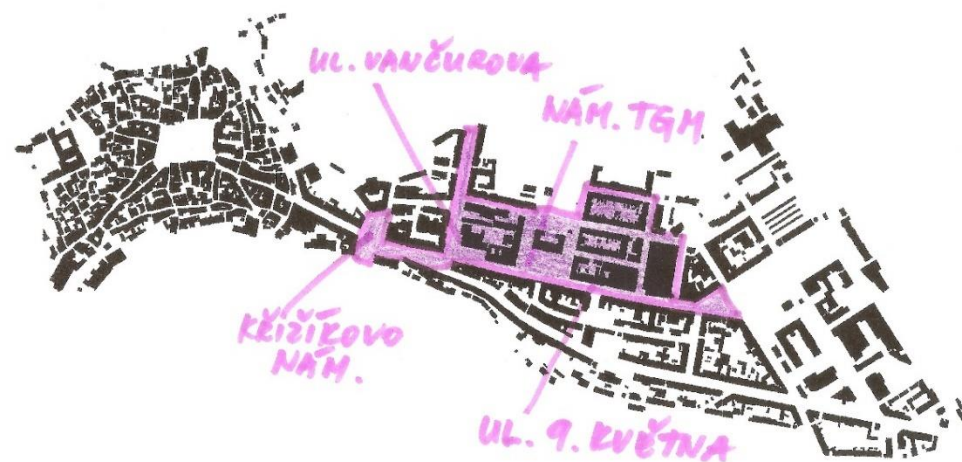 UL. VANČUROVA
NÁM. TGM
KŘIŽÍKOVO
NÁM.
UL. 9. KVĚTNA